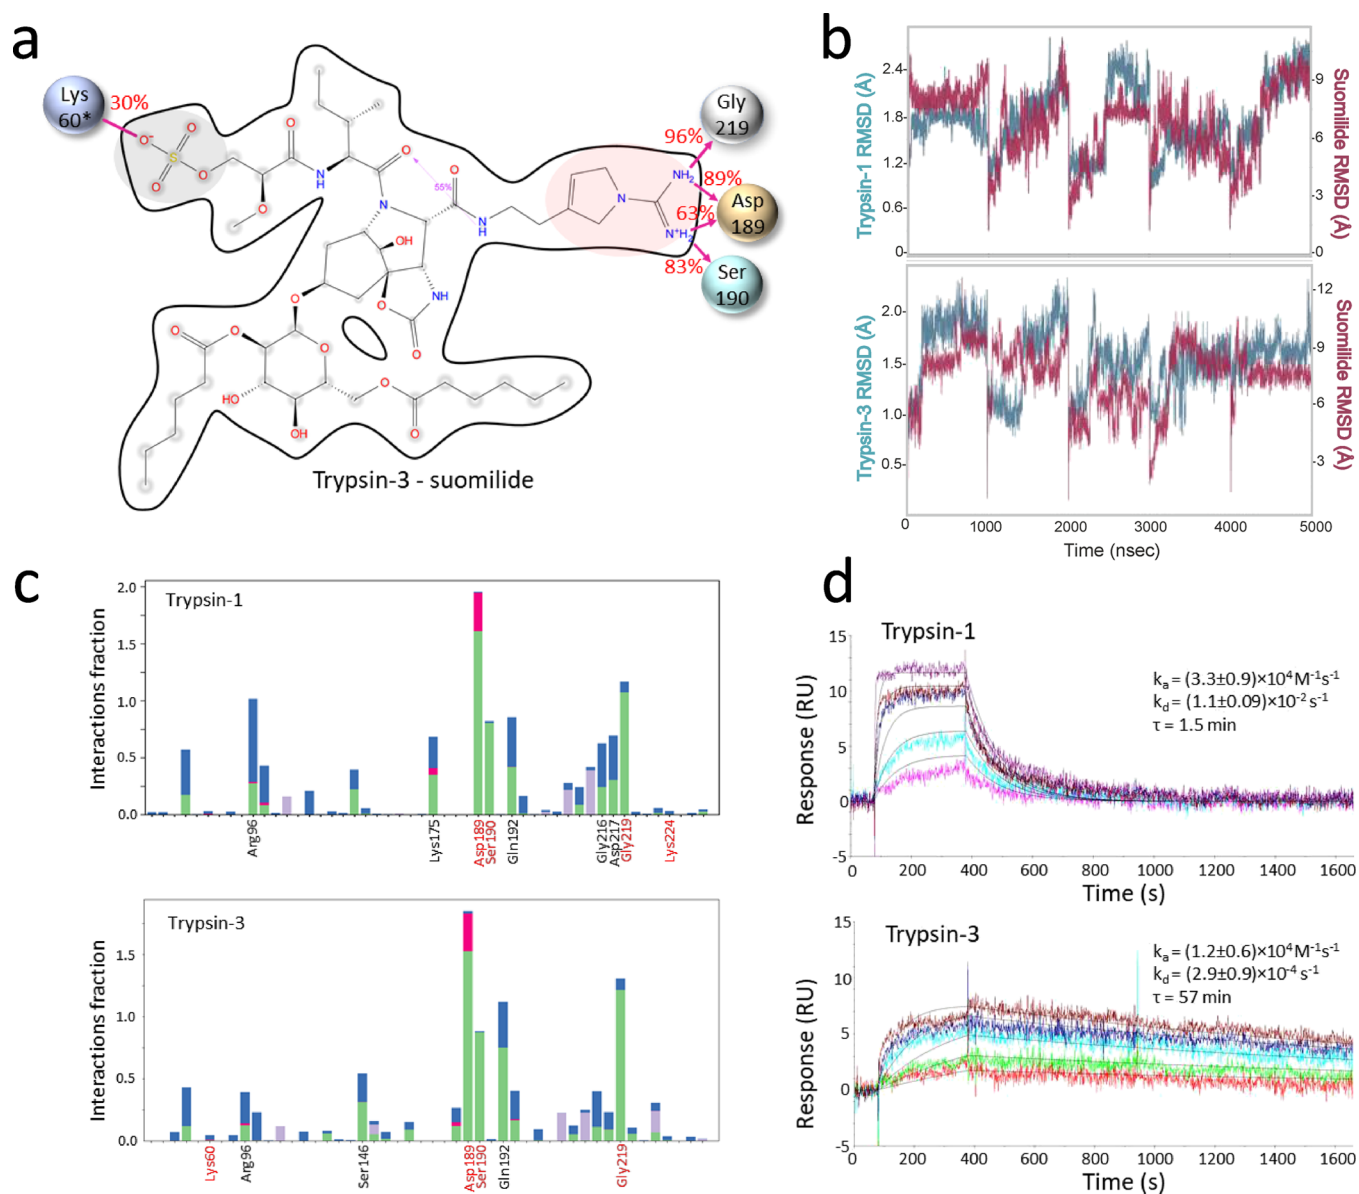 a
Lys
60*
30%
Gly
219
96%
89%
Asp
189
63%
83%
Ser
190
55%
O⁻
O
S
O
O
O
O
N
H
O
N
O
N
H
N
NH₂
N⁺H₂
OH
NH
O
O
O
O
O
O
HO
OH
O
O
O
Trypsin-3 - suomilide
b
Trypsin-1 RMSD (Å)
2.4
1.8
1.2
0.6
0
9
6
3
0
Suomilide RMSD (Å)
Trypsin-3 RMSD (Å)
2.0
1.5
1.0
0.5
12
9
6
3
Suomilide RMSD (Å)
0 1000 2000 3000 4000 5000
Time (nsec)
c
Interactions fraction
Trypsin-1
2.0
1.5
1.0
0.5
0.0
Arg96 Lys175 Asp189 Ser190 Gln192 Gly216 Asp217 Gly219 Lys224
Interactions fraction
Trypsin-3
1.5
1.0
0.5
0.0
Lys60 Arg96 Ser146 Asp189 Ser190 Gln192 Gly219
d
Trypsin-1
Response (RU)
15
10
5
0
-5
kₐ = (3.3±0.9)×10⁴ M⁻¹s⁻¹
k_d = (1.1±0.09)×10⁻² s⁻¹
τ = 1.5 min
0 200 400 600 800 1000 1200 1400 1600
Time (s)
Trypsin-3
Response (RU)
15
10
5
0
-5
kₐ = (1.2±0.6)×10⁴ M⁻¹s⁻¹
k_d = (2.9±0.9)×10⁻⁴ s⁻¹
τ = 57 min
0 200 400 600 800 1000 1200 1400 1600
Time (s)